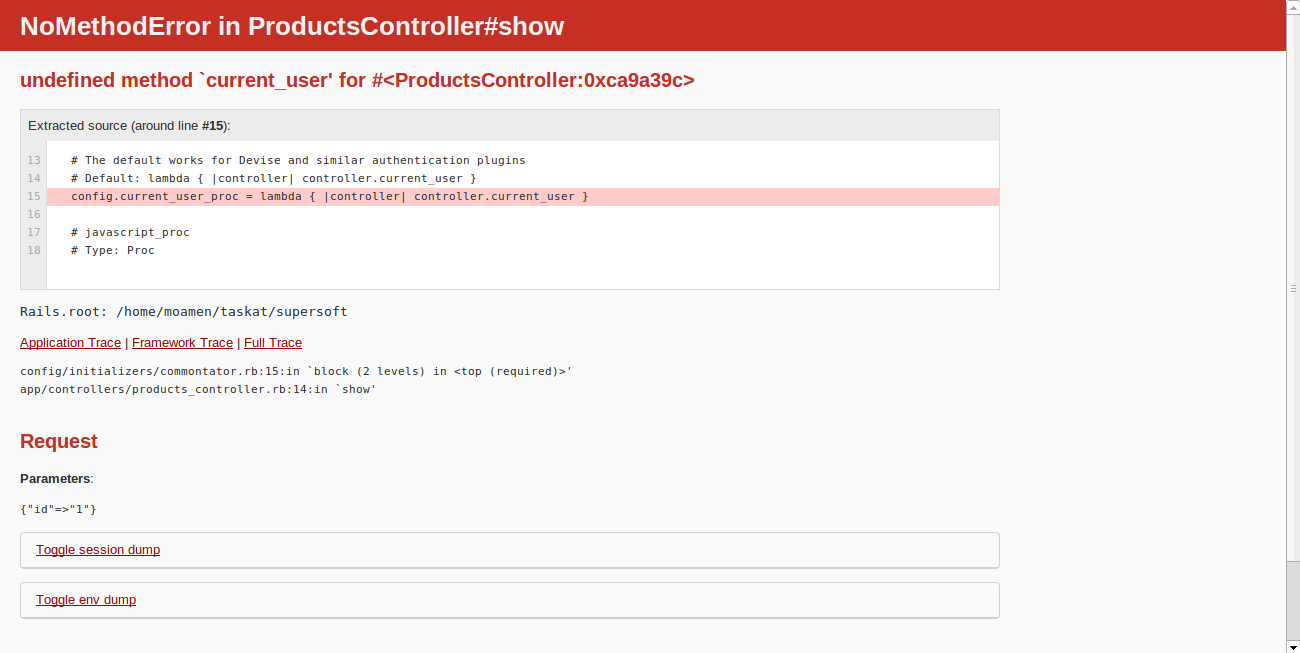 NoMethodError in ProductsController#show
undefined method `current_user' for #<ProductsController:0xca9a39c>
Extracted source (around line #15):
13 # The default works for Devise and similar authentication plugins
14 # Default: lambda { |controller| controller.current_user }
15 config.current_user_proc = lambda { |controller| controller.current_user }
16
17 # javascript_proc
18 # Type: Proc
Rails.root: /home/moamen/taskat/supersoft
Application Trace | Framework Trace | Full Trace
config/initializers/commontator.rb:15:in `block (2 levels) in <top (required)>'
app/controllers/products_controller.rb:14:in `show'
Request
Parameters:
{"id"=>"1"}
Toggle session dump
Toggle env dump